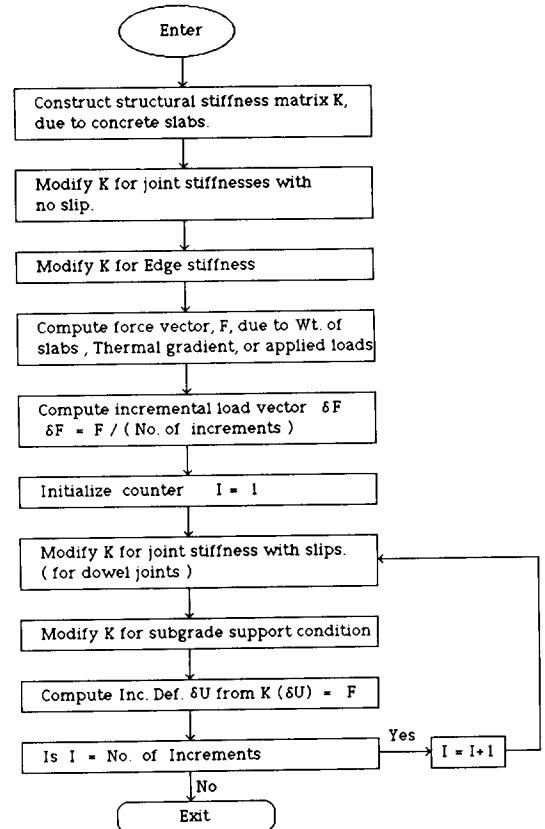 Enter
Construct structural stiffness matrix K,
due to concrete slabs.
Modify K for joint stiffnesses with
no slip.
Modify K for Edge stiffness
Compute force vector, F, due to Wt. of
slabs , Thermal gradient, or applied loads
Compute incremental load vector δF
δF = F / ( No. of increments )
Initialize counter I = 1
Modify K for joint stiffness with slips.
( for dowel joints )
Modify K for subgrade support condition
Compute Inc. Def. δU from K (δU) = F
Is I = No. of Increments
Yes
I = I+1
No
Exit